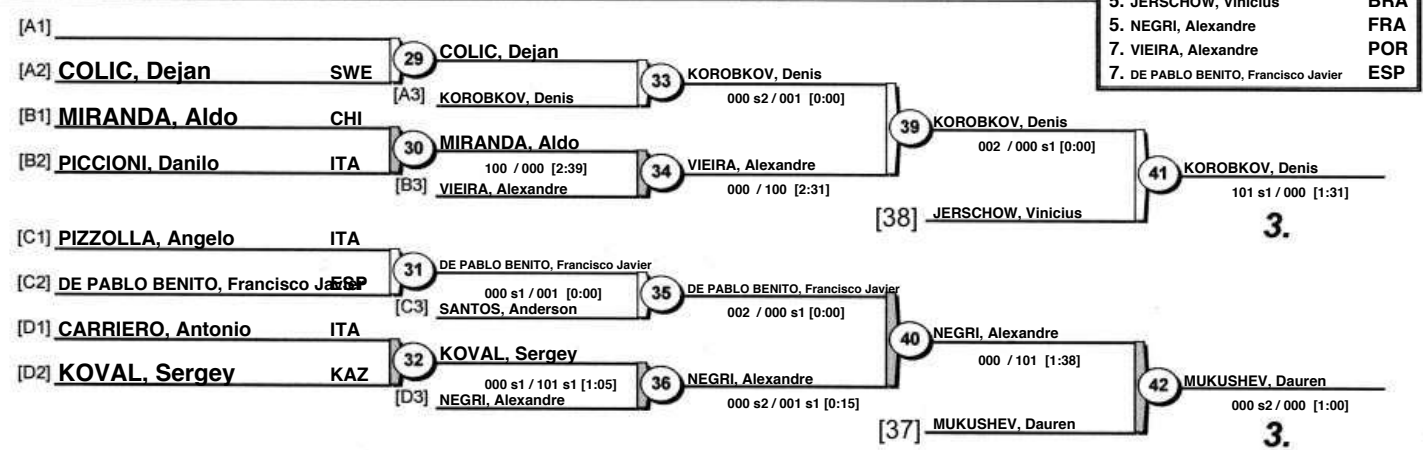 5. JERSCHOW, Vinicius BRA
5. NEGRI, Alexandre FRA
7. VIEIRA, Alexandre POR
7. DE PABLO BENITO, Francisco Javier ESP
[A1]
[A2] COLIC, Dejan SWE
29
COLIC, Dejan
[A3] KOROBKOV, Denis
33
KOROBKOV, Denis
000 s2 / 001 [0:00]
[B1] MIRANDA, Aldo CHI
[B2] PICCIONI, Danilo ITA
30
MIRANDA, Aldo
100 / 000 [2:39]
[B3] VIEIRA, Alexandre
34
VIEIRA, Alexandre
000 / 100 [2:31]
39
KOROBKOV, Denis
002 / 000 s1 [0:00]
[38] JERSCHOW, Vinicius
41
KOROBKOV, Denis
101 s1 / 000 [1:31]
3.
[C1] PIZZOLLA, Angelo ITA
[C2] DE PABLO BENITO, Francisco Javier ESP
31
DE PABLO BENITO, Francisco Javier
000 s1 / 001 [0:00]
[C3] SANTOS, Anderson
35
DE PABLO BENITO, Francisco Javier
002 / 000 s1 [0:00]
[D1] CARRIERO, Antonio ITA
[D2] KOVAL, Sergey KAZ
32
KOVAL, Sergey
000 s1 / 101 s1 [1:05]
[D3] NEGRI, Alexandre
36
NEGRI, Alexandre
000 s2 / 001 s1 [0:15]
40
NEGRI, Alexandre
000 / 101 [1:38]
[37] MUKUSHEV, Dauren
42
MUKUSHEV, Dauren
000 s2 / 000 [1:00]
3.